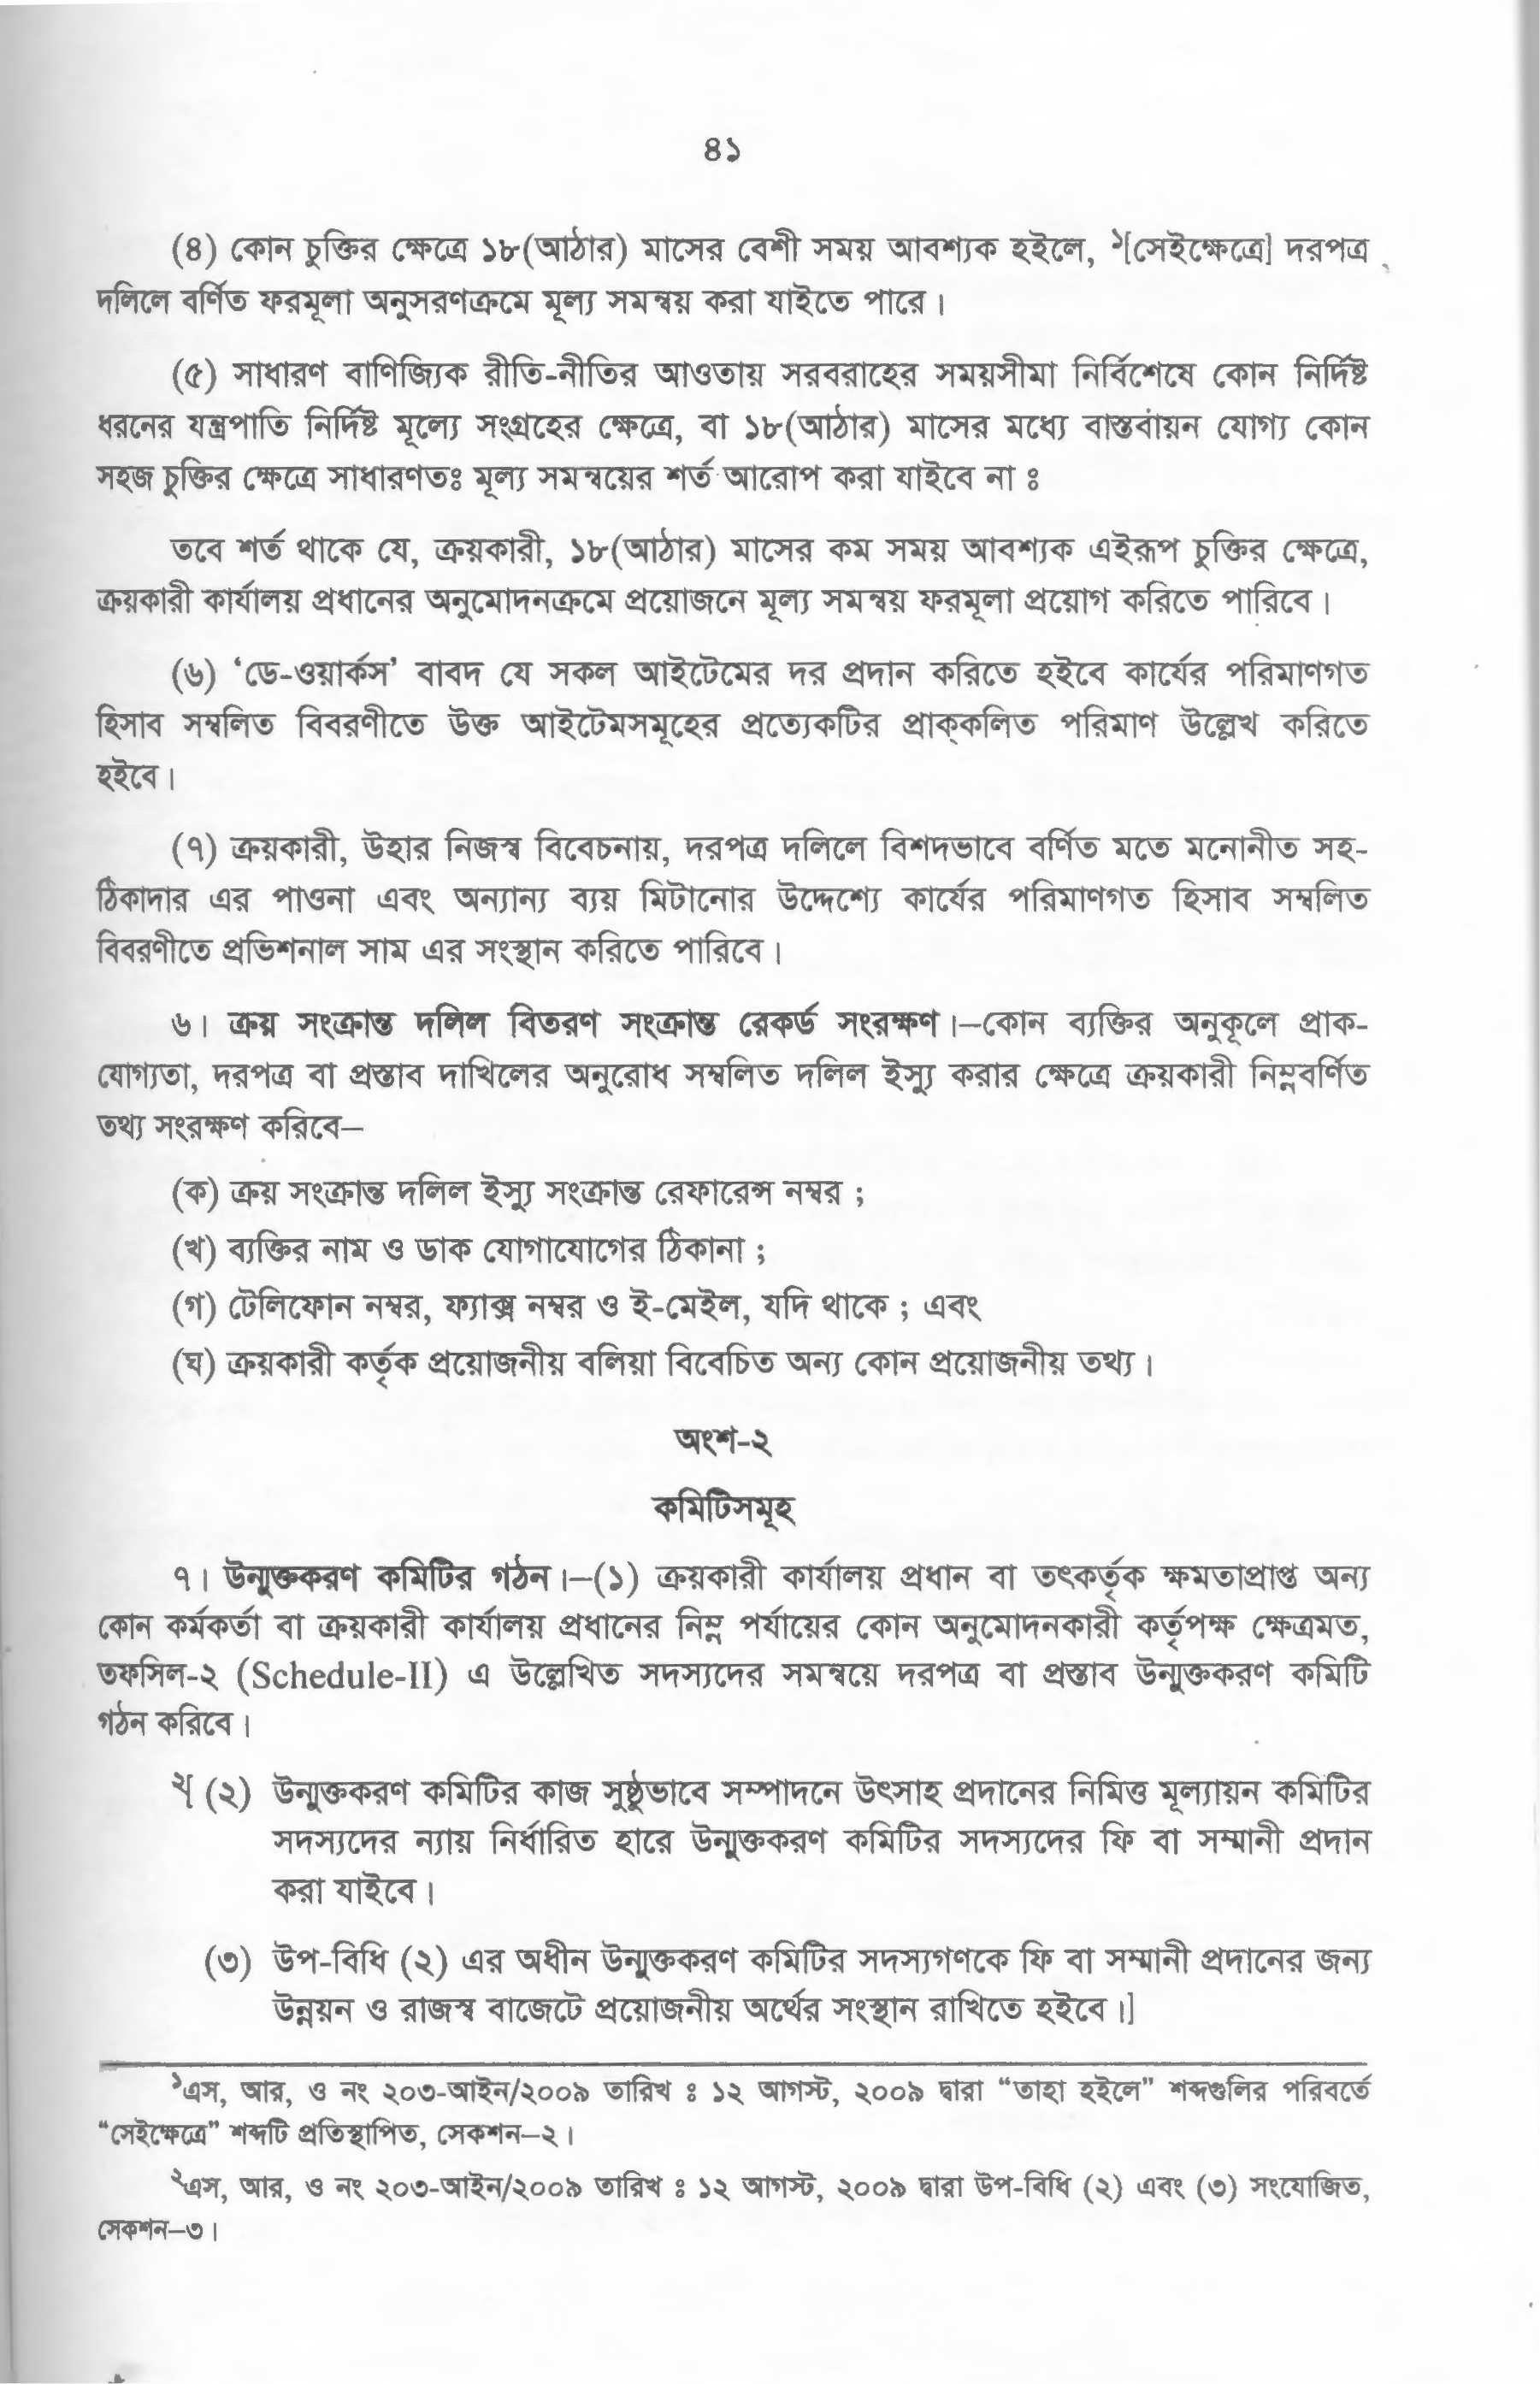 ৪১
(৪) কোন চুক্তির ক্ষেত্রে ১৮(আঠার) মাসের বেশী সময় আবশ্যক হইলে, ১[সেইক্ষেত্রে] দরপত্র
দলিলে বর্ণিত ফরমূলা অনুসরণক্রমে মূল্য সমন্বয় করা যাইতে পারে।
(৫) সাধারণ বাণিজ্যিক রীতি-নীতির আওতায় সরবরাহের সময়সীমা নির্বিশেষে কোন নির্দিষ্ট
ধরনের যন্ত্রপাতি নির্দিষ্ট মূল্যে সংগ্রহের ক্ষেত্রে, বা ১৮(আঠার) মাসের মধ্যে বাস্তবায়ন যোগ্য কোন
সহজ চুক্তির ক্ষেত্রে সাধারণতঃ মূল্য সমন্বয়ের শর্ত আরোপ করা যাইবে না ঃ
তবে শর্ত থাকে যে, ক্রয়কারী, ১৮(আঠার) মাসের কম সময় আবশ্যক এইরূপ চুক্তির ক্ষেত্রে,
ক্রয়কারী কার্যালয় প্রধানের অনুমোদনক্রমে প্রয়োজনে মূল্য সমন্বয় ফরমূলা প্রয়োগ করিতে পারিবে।
(৬) ‘ডে-ওয়ার্কস’ বাবদ যে সকল আইটেমের দর প্রদান করিতে হইবে কার্যের পরিমাণগত
হিসাব সম্বলিত বিবরণীতে উক্ত আইটেমসমূহের প্রত্যেকটির প্রাক্‌কলিত পরিমাণ উল্লেখ করিতে
হইবে।
(৭) ক্রয়কারী, উহার নিজস্ব বিবেচনায়, দরপত্র দলিলে বিশদভাবে বর্ণিত মতে মনোনীত সহ-
ঠিকাদার এর পাওনা এবং অন্যান্য ব্যয় মিটানোর উদ্দেশ্যে কার্যের পরিমাণগত হিসাব সম্বলিত
বিবরণীতে প্রভিশনাল সাম এর সংস্থান করিতে পারিবে।
৬। ক্রয় সংক্রান্ত দলিল বিতরণ সংক্রান্ত রেকর্ড সংরক্ষণ।–কোন ব্যক্তির অনুকূলে প্রাক-
যোগ্যতা, দরপত্র বা প্রস্তাব দাখিলের অনুরোধ সম্বলিত দলিল ইস্যু করার ক্ষেত্রে ক্রয়কারী নিম্নবর্ণিত
তথ্য সংরক্ষণ করিবে–
(ক) ক্রয় সংক্রান্ত দলিল ইস্যু সংক্রান্ত রেফারেন্স নম্বর ;
(খ) ব্যক্তির নাম ও ডাক যোগাযোগের ঠিকানা ;
(গ) টেলিফোন নম্বর, ফ্যাক্স নম্বর ও ই-মেইল, যদি থাকে ; এবং
(ঘ) ক্রয়কারী কর্তৃক প্রয়োজনীয় বলিয়া বিবেচিত অন্য কোন প্রয়োজনীয় তথ্য।
অংশ-২
কমিটিসমূহ
৭। উন্মুক্তকরণ কমিটির গঠন।–(১) ক্রয়কারী কার্যালয় প্রধান বা তৎকর্তৃক ক্ষমতাপ্রাপ্ত অন্য
কোন কর্মকর্তা বা ক্রয়কারী কার্যালয় প্রধানের নিম্ন পর্যায়ের কোন অনুমোদনকারী কর্তৃপক্ষ ক্ষেত্রমত,
তফসিল-২ (Schedule-II) এ উল্লেখিত সদস্যদের সমন্বয়ে দরপত্র বা প্রস্তাব উন্মুক্তকরণ কমিটি
গঠন করিবে।
২[ (২) উন্মুক্তকরণ কমিটির কাজ সুষ্ঠুভাবে সম্পাদনে উৎসাহ প্রদানের নিমিত্ত মূল্যায়ন কমিটির
সদস্যদের ন্যায় নির্ধারিত হারে উন্মুক্তকরণ কমিটির সদস্যদের ফি বা সম্মানী প্রদান
করা যাইবে।
(৩) উপ-বিধি (২) এর অধীন উন্মুক্তকরণ কমিটির সদস্যগণকে ফি বা সম্মানী প্রদানের জন্য
উন্নয়ন ও রাজস্ব বাজেটে প্রয়োজনীয় অর্থের সংস্থান রাখিতে হইবে।]
১এস, আর, ও নং ২০৩-আইন/২০০৯ তারিখ ঃ ১২ আগস্ট, ২০০৯ দ্বারা “তাহা হইলে” শব্দগুলির পরিবর্তে
“সেইক্ষেত্রে” শব্দটি প্রতিস্থাপিত, সেকশন–২।
২এস, আর, ও নং ২০৩-আইন/২০০৯ তারিখ ঃ ১২ আগস্ট, ২০০৯ দ্বারা উপ-বিধি (২) এবং (৩) সংযোজিত,
সেকশন–৩।